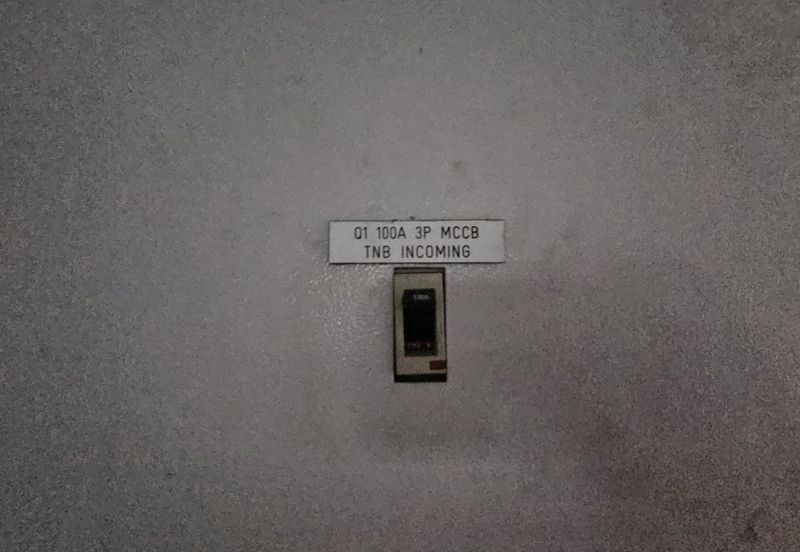 Q1 100A 3P MCCB
TNB INCOMING